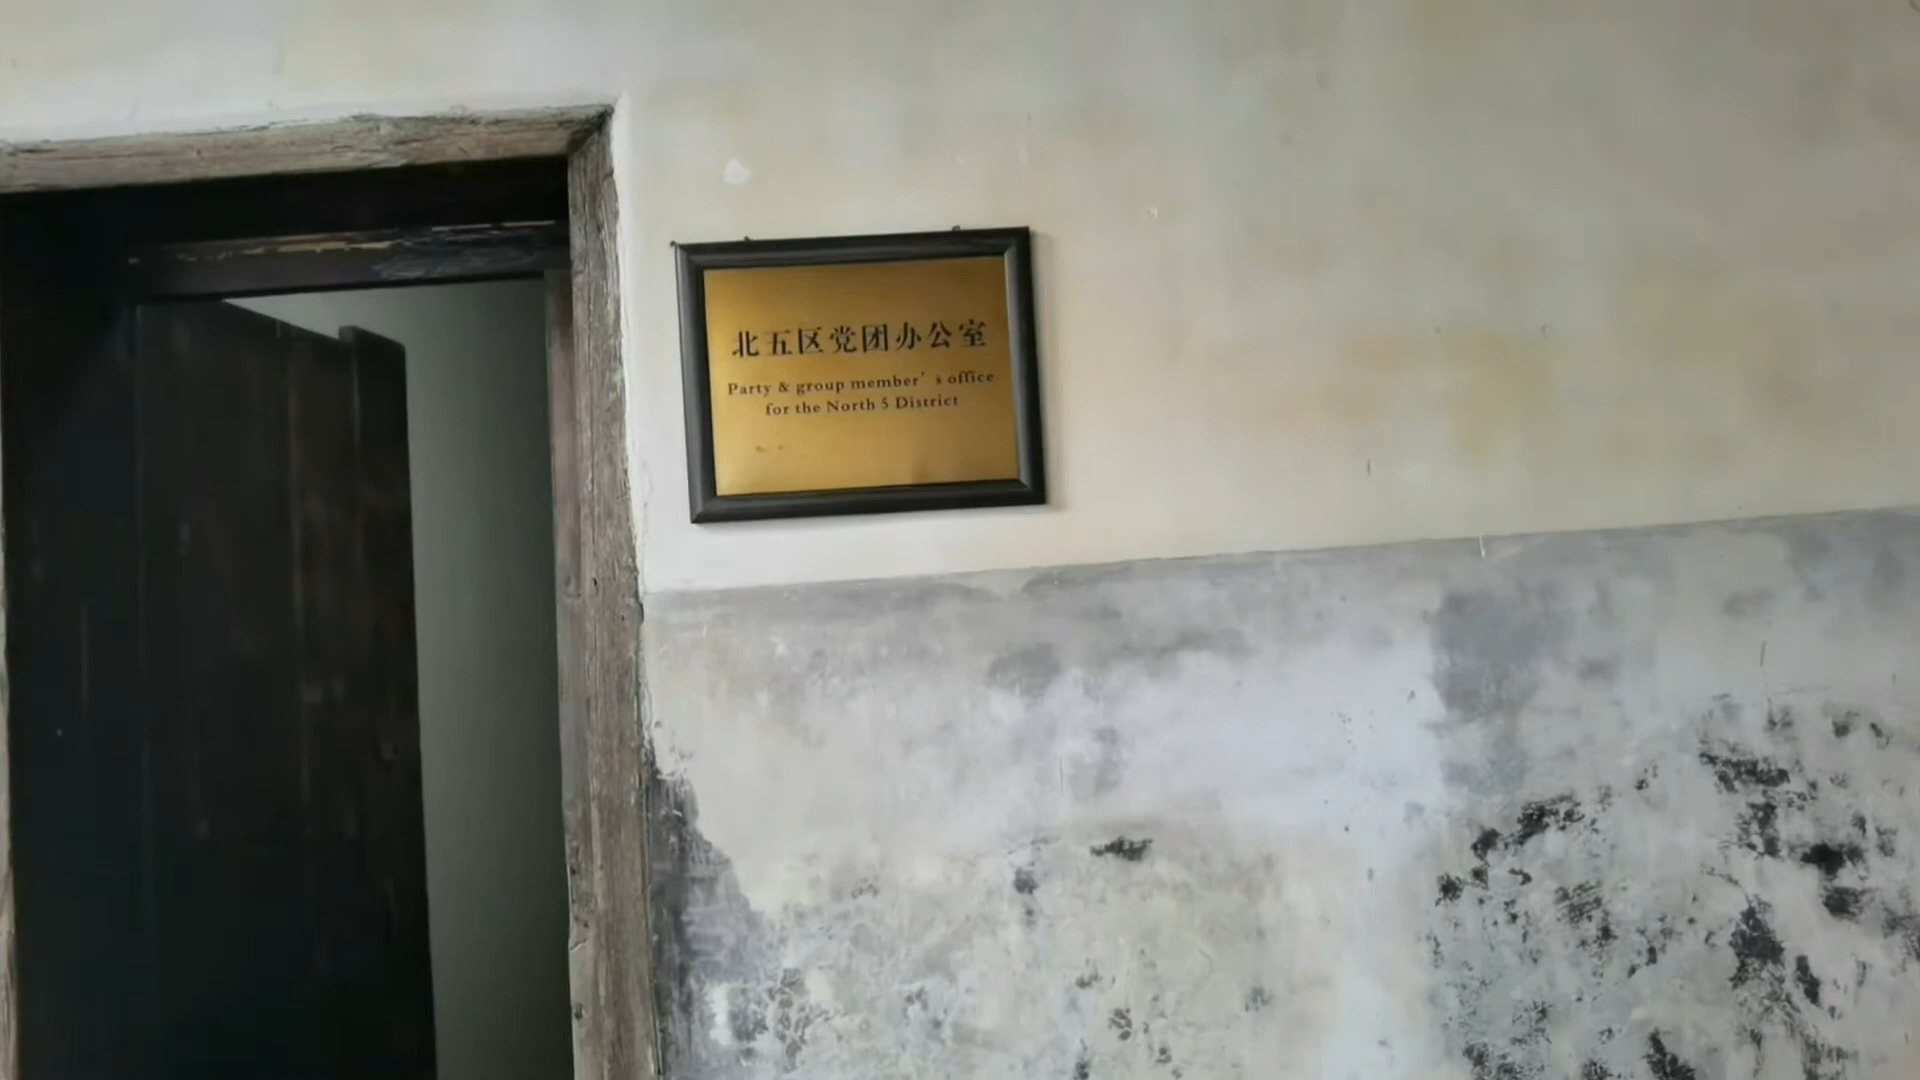 北五区党团办公室
Party & group member’s office
for the North 5 District